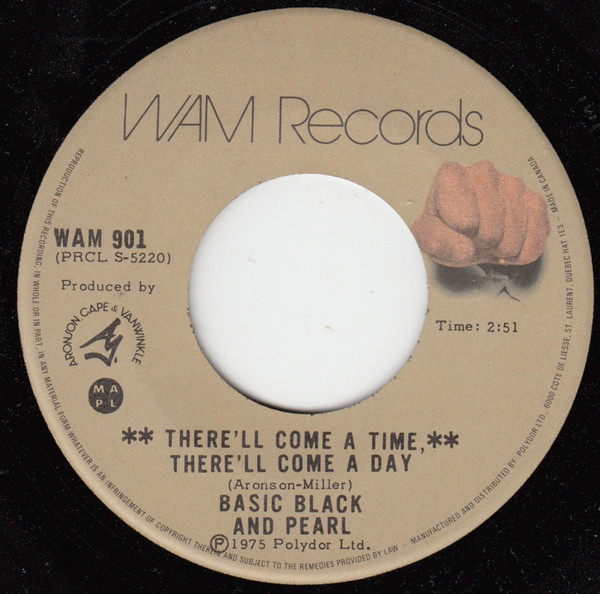 WAM Records
WAM 901
(PRCL S-5220)
Produced by
ARONSON, CAPE & VANWINKLE
M A
P L
Time: 2:51
** THERE'LL COME A TIME,**
THERE'LL COME A DAY
(Aronson-Miller)
BASIC BLACK
AND PEARL
Ⓟ1975 Polydor Ltd.
REPRODUCTION OF THIS RECORDING, IN WHOLE OR IN PART, IN ANY MATERIAL FORM WHATEVER IS AN INFRINGEMENT OF COPYRIGHT THEREIN AND SUBJECT TO THE REMEDIES PROVIDED BY LAW – MANUFACTURED AND DISTRIBUTED BY: POLYDOR LTD., 6000 COTE DE LIESSE, ST. LAURENT, QUEBEC H4T 1E3 – MADE IN CANADA